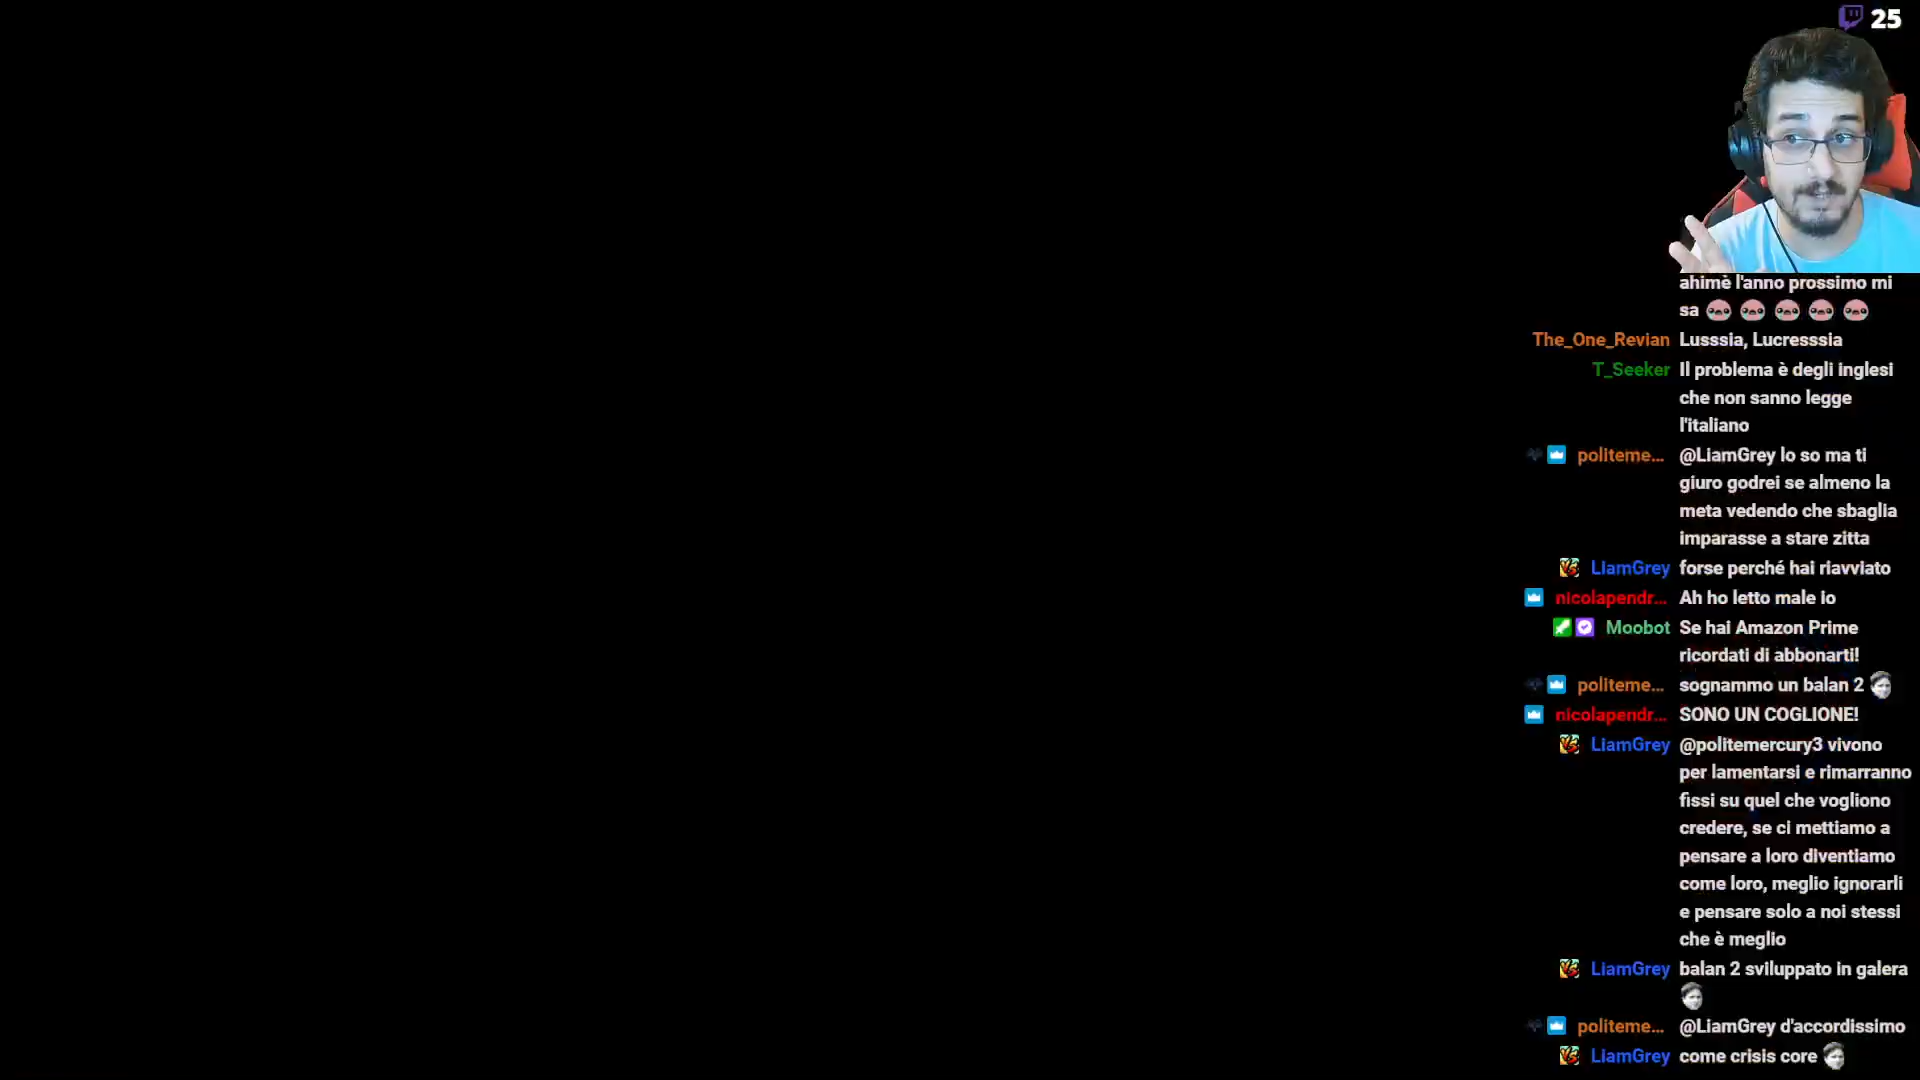 25
ahimè l'anno prossimo mi
sa
The_One_Revian Lusssia, Lucresssia
T_Seeker Il problema è degli inglesi
che non sanno legge
l'italiano
politeme... @LiamGrey lo so ma ti
giuro godrei se almeno la
meta vedendo che sbaglia
imparasse a stare zitta
LiamGrey forse perché hai riavviato
nicolapendr... Ah ho letto male io
Moobot Se hai Amazon Prime
ricordati di abbonarti!
politeme... sognammo un balan 2
nicolapendr... SONO UN COGLIONE!
LiamGrey @politemercury3 vivono
per lamentarsi e rimarranno
fissi su quel che vogliono
credere, se ci mettiamo a
pensare a loro diventiamo
come loro, meglio ignorarli
e pensare solo a noi stessi
che è meglio
LiamGrey balan 2 sviluppato in galera
politeme... @LiamGrey d'accordissimo
LiamGrey come crisis core